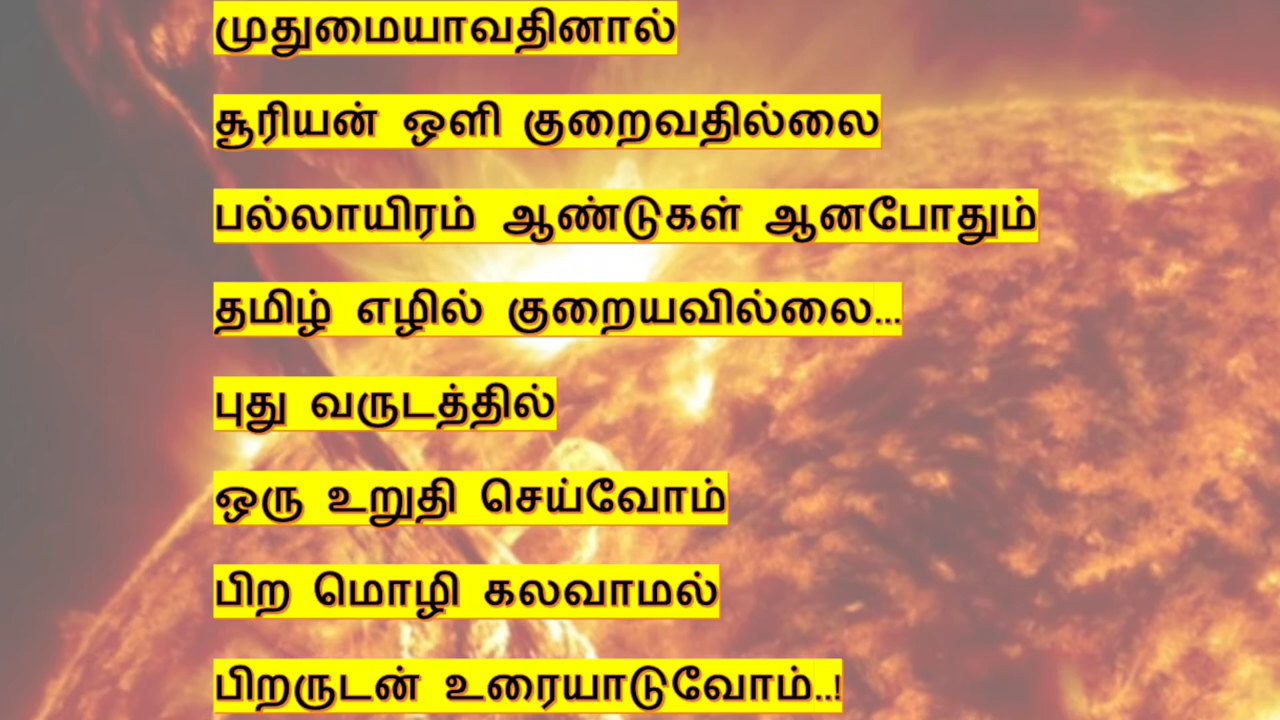 முதுமையாவதினால்
சூரியன் ஒளி குறைவதில்லை
பல்லாயிரம் ஆண்டுகள் ஆனபோதும்
தமிழ் எழில் குறையவில்லை...
புது வருடத்தில்
ஒரு உறுதி செய்வோம்
பிற மொழி கலவாமல்
பிறருடன் உரையாடுவோம்..!